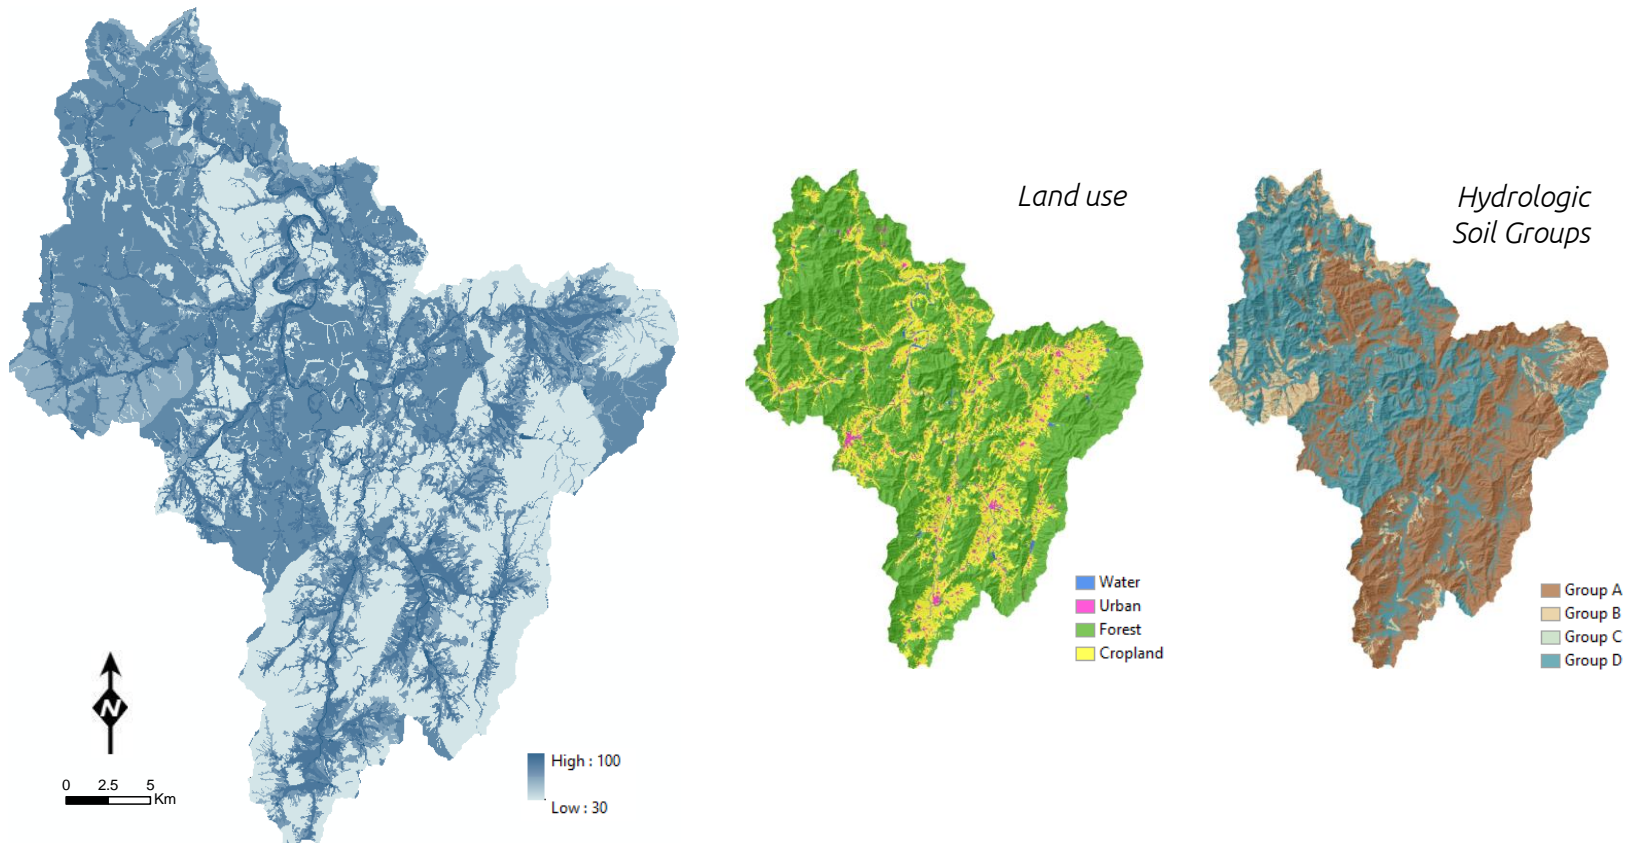 Land use
Hydrologic
Soil Groups
Water
Urban
Forest
Cropland
Group A
Group B
Group C
Group D
N
High : 100
Low : 30
0 2.5 5
Km